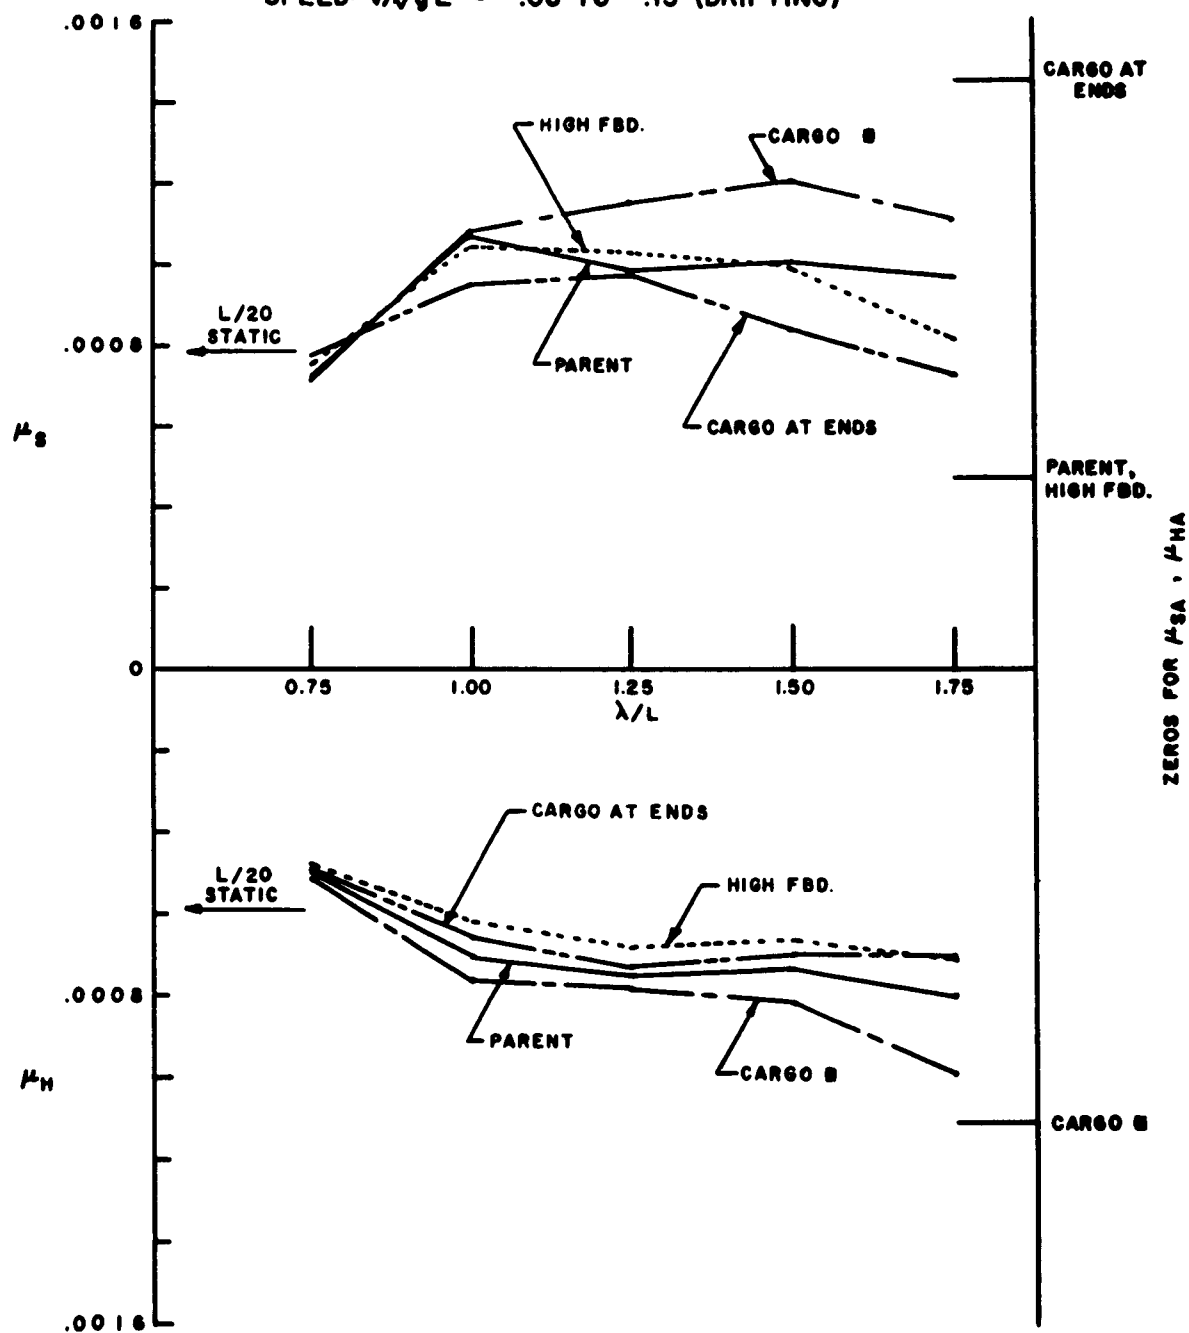 .0016
CARGO AT
ENDS
HIGH FBD.
CARGO
L/20
STATIC
.0008
PARENT
CARGO AT ENDS
μS
PARENT,
HIGH FBD.
ZEROS FOR μSA , μHA
0
0.75 1.00 1.25 1.50 1.75
λ/L
CARGO AT ENDS
L/20
STATIC
HIGH FBD.
.0008
PARENT
CARGO
μH
CARGO
.0016